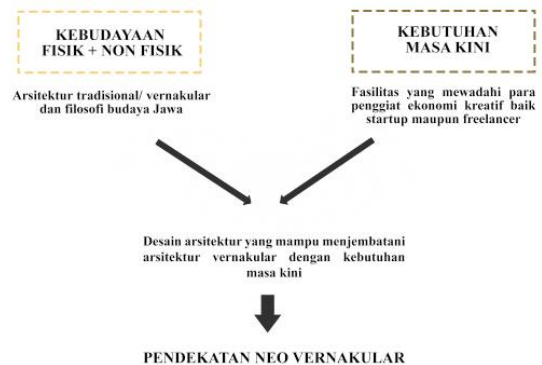 KEBUDAYAAN
FISIK + NON FISIK
Arsitektur tradisional/ vernakular
dan filosofi budaya Jawa
KEBUTUHAN
MASA KINI
Fasilitas yang mewadahi para
penggiat ekonomi kreatif baik
startup maupun freelancer
Desain arsitektur yang mampu menjembatani
arsitektur vernakular dengan kebutuhan
masa kini
PENDEKATAN NEO VERNAKULAR